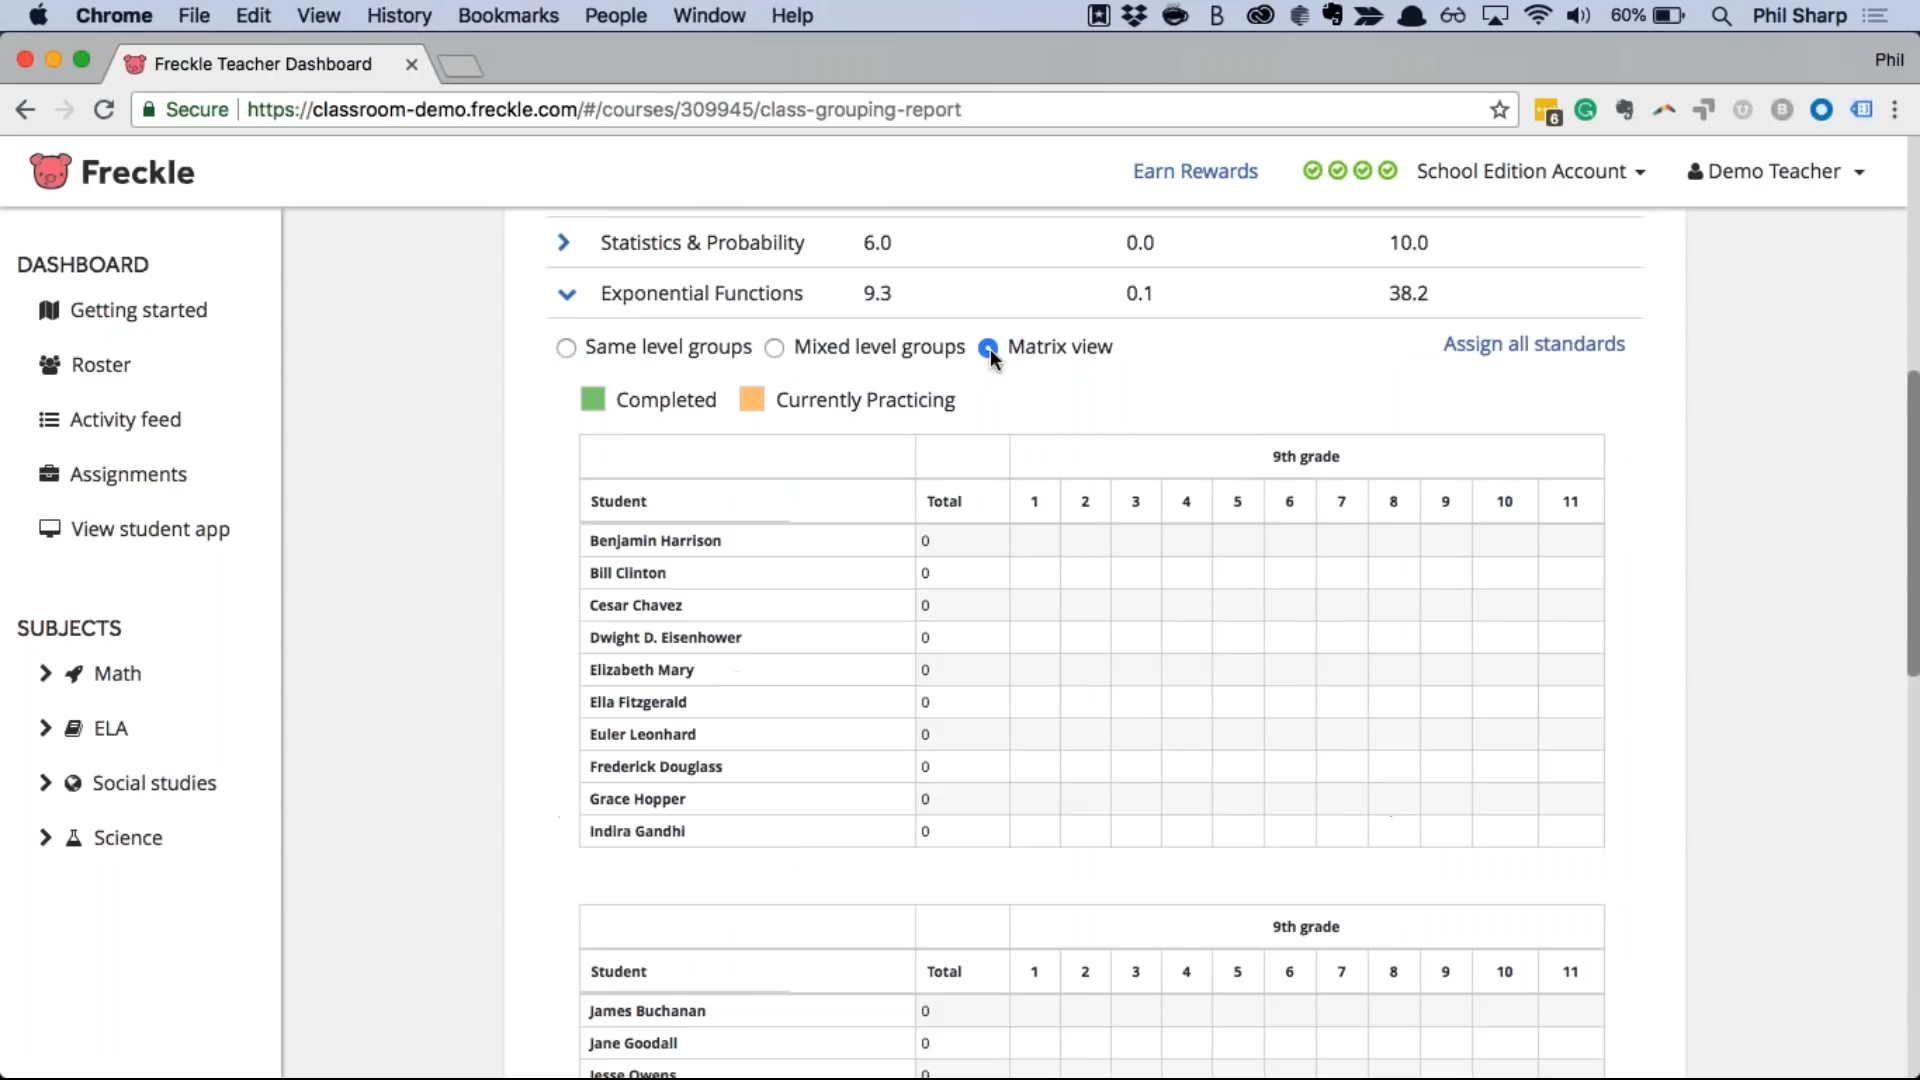 Chrome File Edit View History Bookmarks People Window Help 60% Phil Sharp
Freckle Teacher Dashboard Phil
Secure https://classroom-demo.freckle.com/#/courses/309945/class-grouping-report 6
Freckle Earn Rewards School Edition Account Demo Teacher
DASHBOARD
Getting started
Roster
Activity feed
Assignments
View student app
SUBJECTS
Math
ELA
Social studies
Science
Statistics & Probability 6.0 0.0 10.0
Exponential Functions 9.3 0.1 38.2
Same level groups Mixed level groups Matrix view Assign all standards
Completed Currently Practicing
9th grade
Student Total 1 2 3 4 5 6 7 8 9 10 11
Benjamin Harrison 0
Bill Clinton 0
Cesar Chavez 0
Dwight D. Eisenhower 0
Elizabeth Mary 0
Ella Fitzgerald 0
Euler Leonhard 0
Frederick Douglass 0
Grace Hopper 0
Indira Gandhi 0
9th grade
Student Total 1 2 3 4 5 6 7 8 9 10 11
James Buchanan 0
Jane Goodall 0
Jesse Owens 0